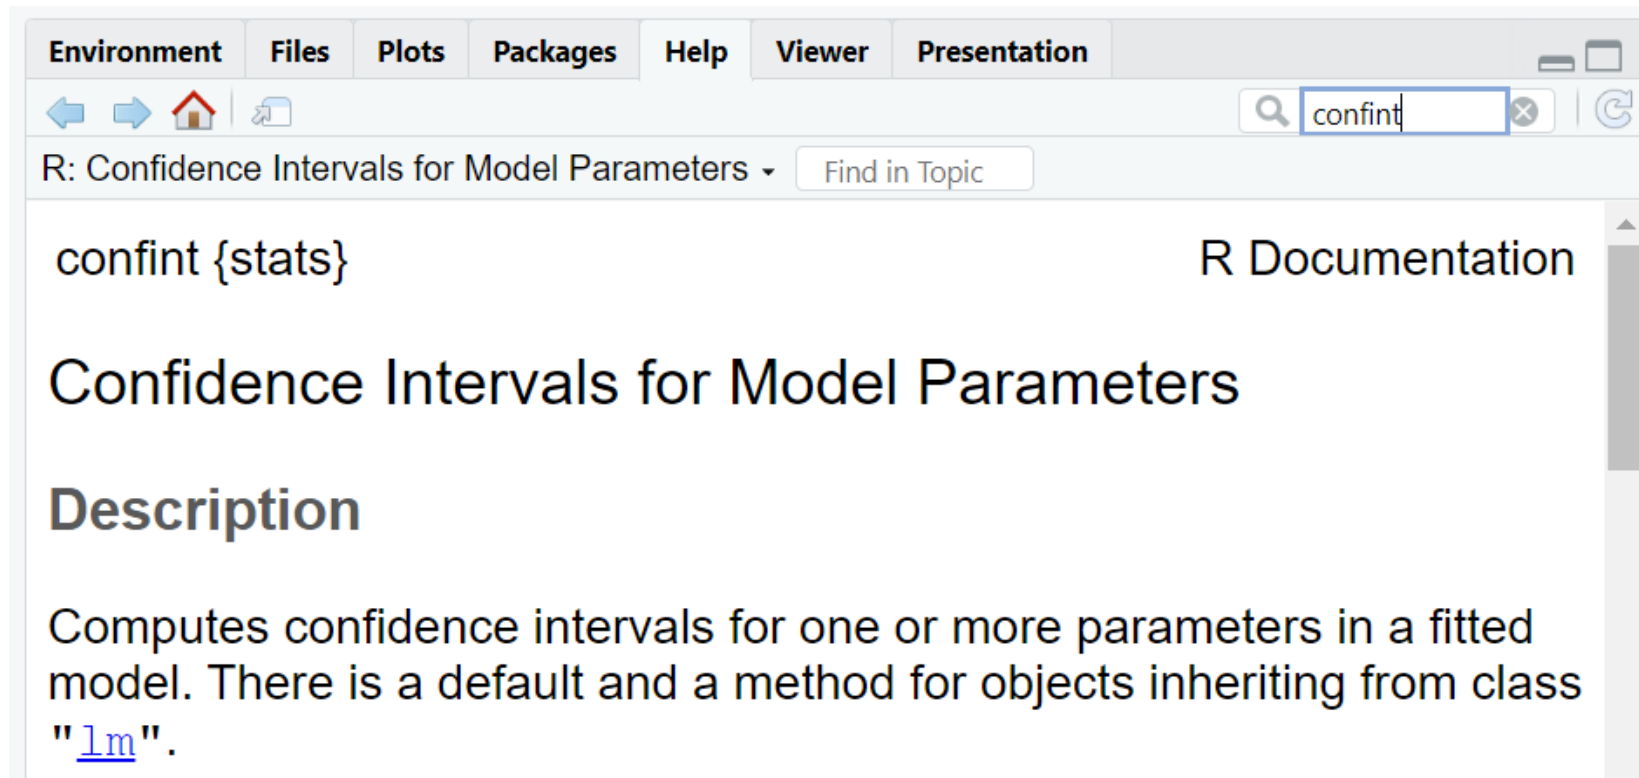 Environment Files Plots Packages Help Viewer Presentation
confint
R: Confidence Intervals for Model Parameters Find in Topic
confint {stats} R Documentation
Confidence Intervals for Model Parameters
Description
Computes confidence intervals for one or more parameters in a fitted
model. There is a default and a method for objects inheriting from class
"lm".